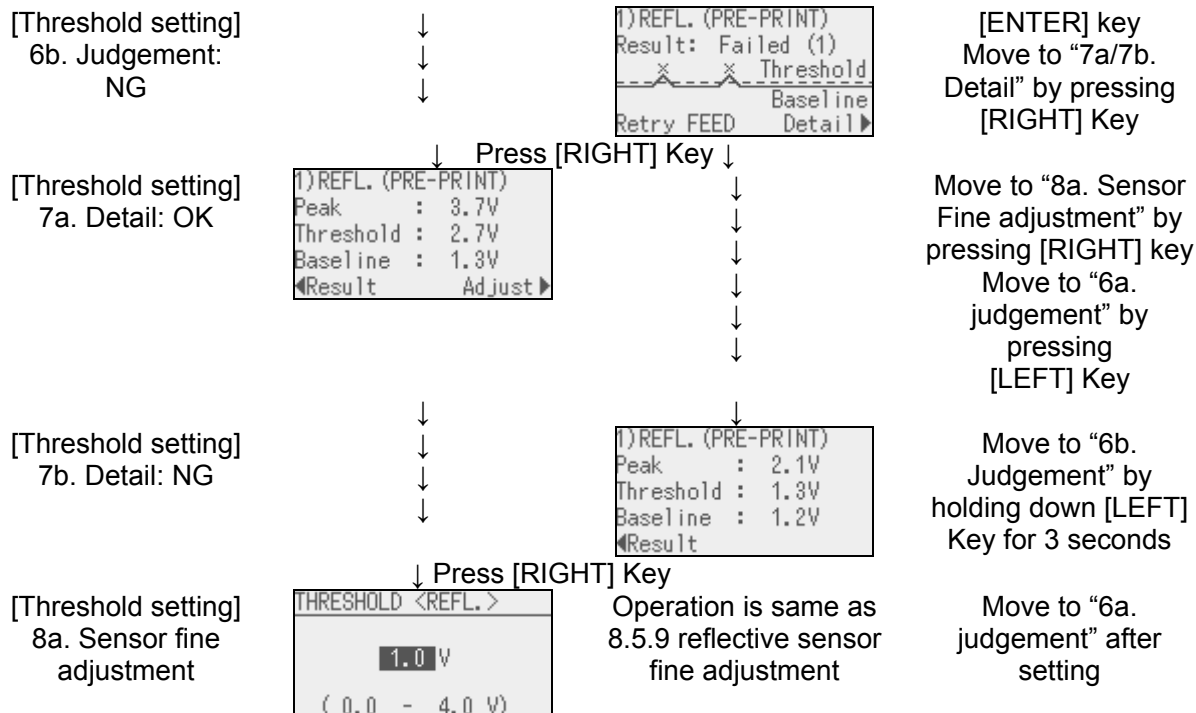 [Threshold setting]
6b. Judgement:
NG
↓
↓
↓
1)REFL.(PRE-PRINT)
Result: Failed (1)
× × Threshold
Baseline
Retry FEED Detail▶
[ENTER] key
Move to “7a/7b.
Detail” by pressing
[RIGHT] Key
↓ Press [RIGHT] Key ↓
[Threshold setting]
7a. Detail: OK
1)REFL.(PRE-PRINT)
Peak : 3.7V
Threshold : 2.7V
Baseline : 1.3V
◀Result Adjust▶
↓
↓
↓
↓
↓
↓
Move to “8a. Sensor
Fine adjustment” by
pressing [RIGHT] key
Move to “6a.
judgement” by
pressing
[LEFT] Key
[Threshold setting]
7b. Detail: NG
↓
↓
↓
↓
↓
1)REFL.(PRE-PRINT)
Peak : 2.1V
Threshold : 1.3V
Baseline : 1.2V
◀Result
Move to “6b.
Judgement” by
holding down [LEFT]
Key for 3 seconds
↓ Press [RIGHT] Key
[Threshold setting]
8a. Sensor fine
adjustment
THRESHOLD <REFL.>
1.0 V
( 0.0 - 4.0 V)
Operation is same as
8.5.9 reflective sensor
fine adjustment
Move to “6a.
judgement” after
setting